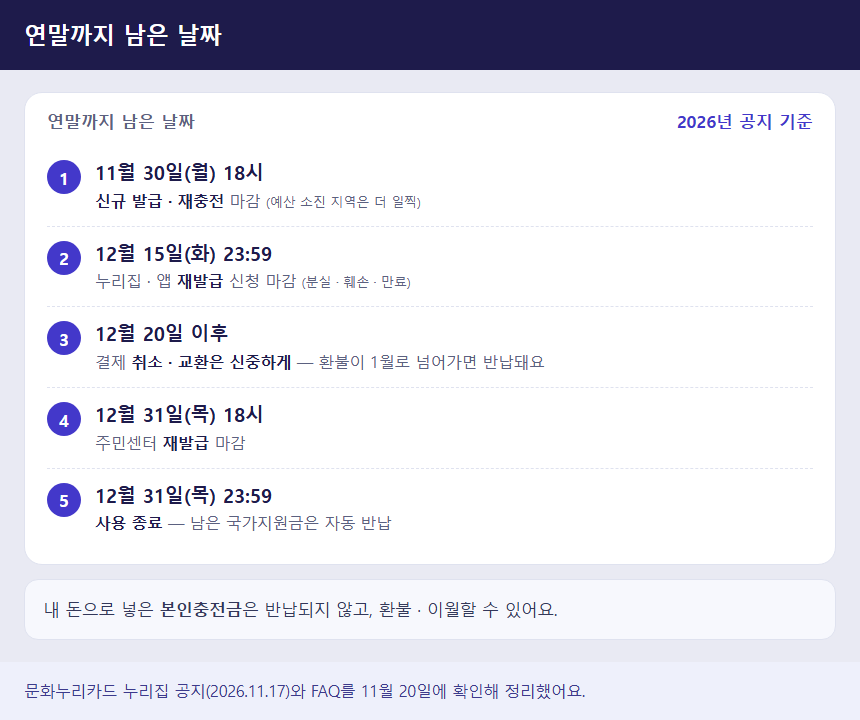 연말까지 남은 날짜
연말까지 남은 날짜
2026년 공지 기준
1
11월 30일(월) 18시
신규 발급 · 재충전 마감 (예산 소진 지역은 더 일찍)
2
12월 15일(화) 23:59
누리집 · 앱 재발급 신청 마감 (분실 · 훼손 · 만료)
3
12월 20일 이후
결제 취소 · 교환은 신중하게 — 환불이 1월로 넘어가면 반납돼요
4
12월 31일(목) 18시
주민센터 재발급 마감
5
12월 31일(목) 23:59
사용 종료 — 남은 국가지원금은 자동 반납
내 돈으로 넣은 본인충전금은 반납되지 않고, 환불 · 이월할 수 있어요.
문화누리카드 누리집 공지(2026.11.17)와 FAQ를 11월 20일에 확인해 정리했어요.